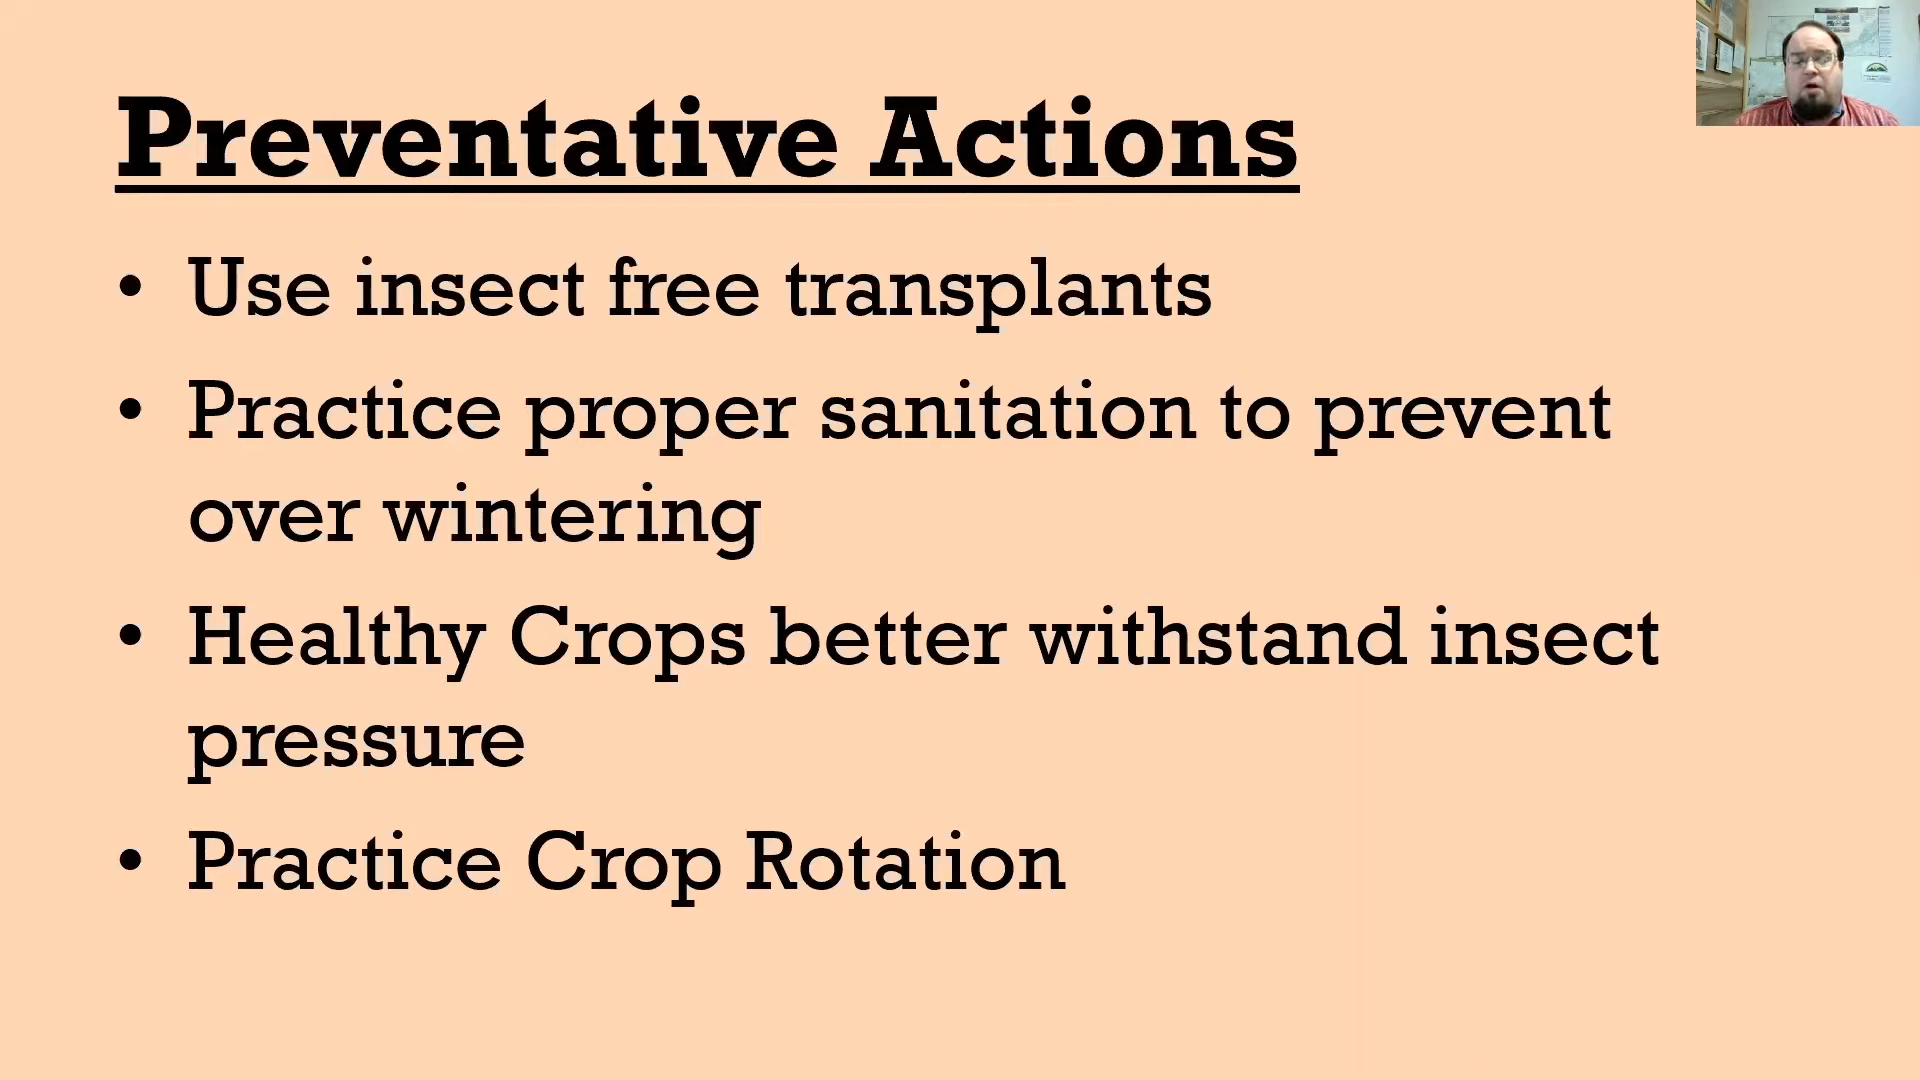 Preventative Actions
• Use insect free transplants
• Practice proper sanitation to prevent
over wintering
• Healthy Crops better withstand insect
pressure
• Practice Crop Rotation